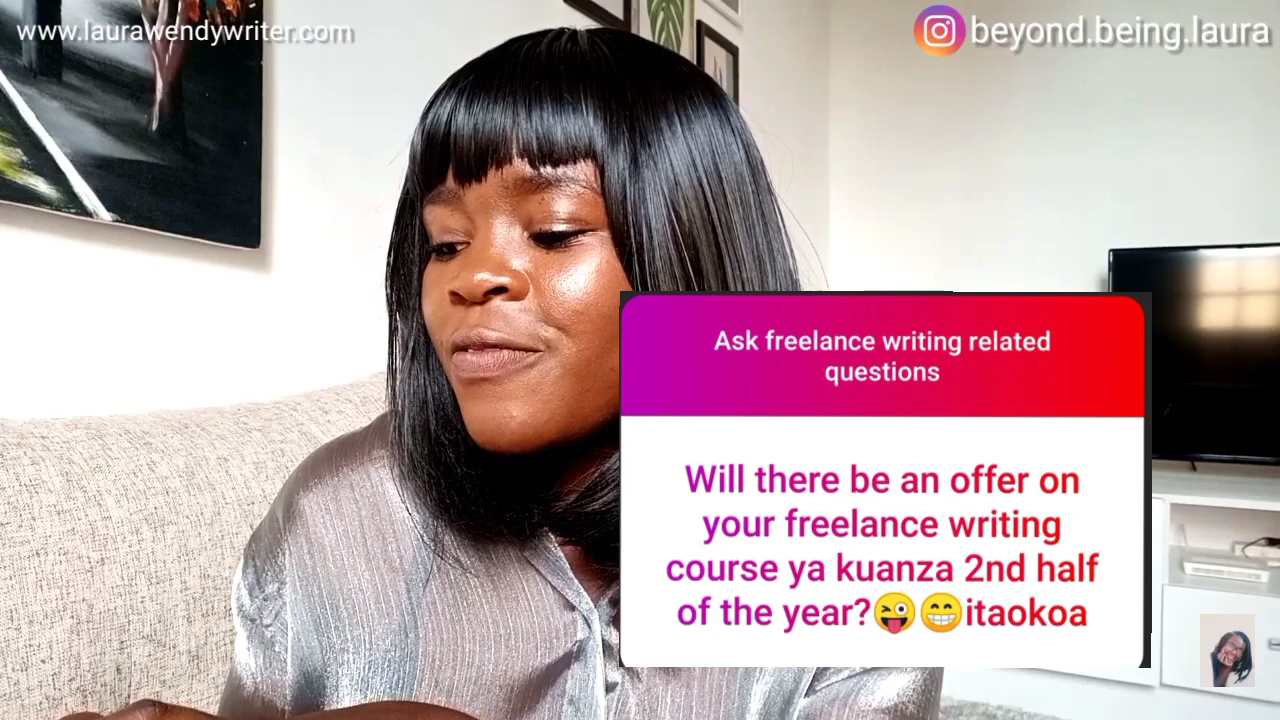 www.laurawendywriter.com
beyond.being.laura
Ask freelance writing related
questions
Will there be an offer on
your freelance writing
course ya kuanza 2nd half
of the year?😜😁itaokoa